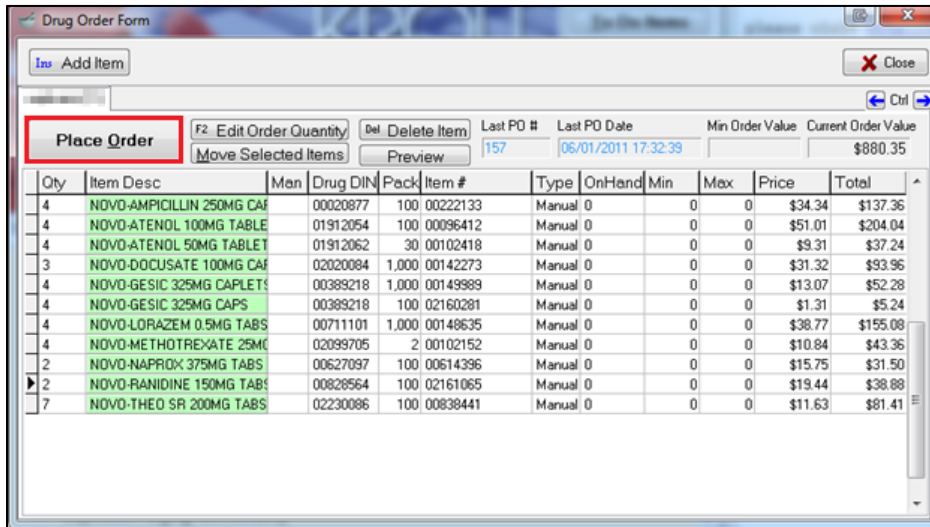 Drug Order Form
Ins Add Item
Close
Ctrl
Place Order
F2 Edit Order Quantity
Del Delete Item
Last PO #
Last PO Date
Min Order Value
Current Order Value
Move Selected Items
Preview
157
06/01/2011 17:32:39
$880.35
Qty Item Desc Man Drug DIN Pack Item # Type OnHand Min Max Price Total
4 NOVO-AMPICILLIN 250MG CAF 00020877 100 00222133 Manual 0 0 0 $34.34 $137.36
4 NOVO-ATENOL 100MG TABLE 01912054 100 00096412 Manual 0 0 0 $51.01 $204.04
4 NOVO-ATENOL 50MG TABLET 01912062 30 00102418 Manual 0 0 0 $9.31 $37.24
3 NOVO-DOCUSATE 100MG CAF 02020084 1,000 00142273 Manual 0 0 0 $31.32 $93.96
4 NOVO-GESIC 325MG CAPLETS 00389218 1,000 00149989 Manual 0 0 0 $13.07 $52.28
4 NOVO-GESIC 325MG CAPS 00389218 100 02160281 Manual 0 0 0 $1.31 $5.24
4 NOVO-LORAZEM 0.5MG TABS 00711101 1,000 00148635 Manual 0 0 0 $38.77 $155.08
4 NOVO-METHOTREXATE 25MG 02099705 2 00102152 Manual 0 0 0 $10.84 $43.36
2 NOVO-NAPROX 375MG TABS 00627097 100 00614396 Manual 0 0 0 $15.75 $31.50
2 NOVO-RANIDINE 150MG TABS 00828564 100 02161065 Manual 0 0 0 $19.44 $38.88
7 NOVO-THEO SR 200MG TABS 02230086 100 00838441 Manual 0 0 0 $11.63 $81.41